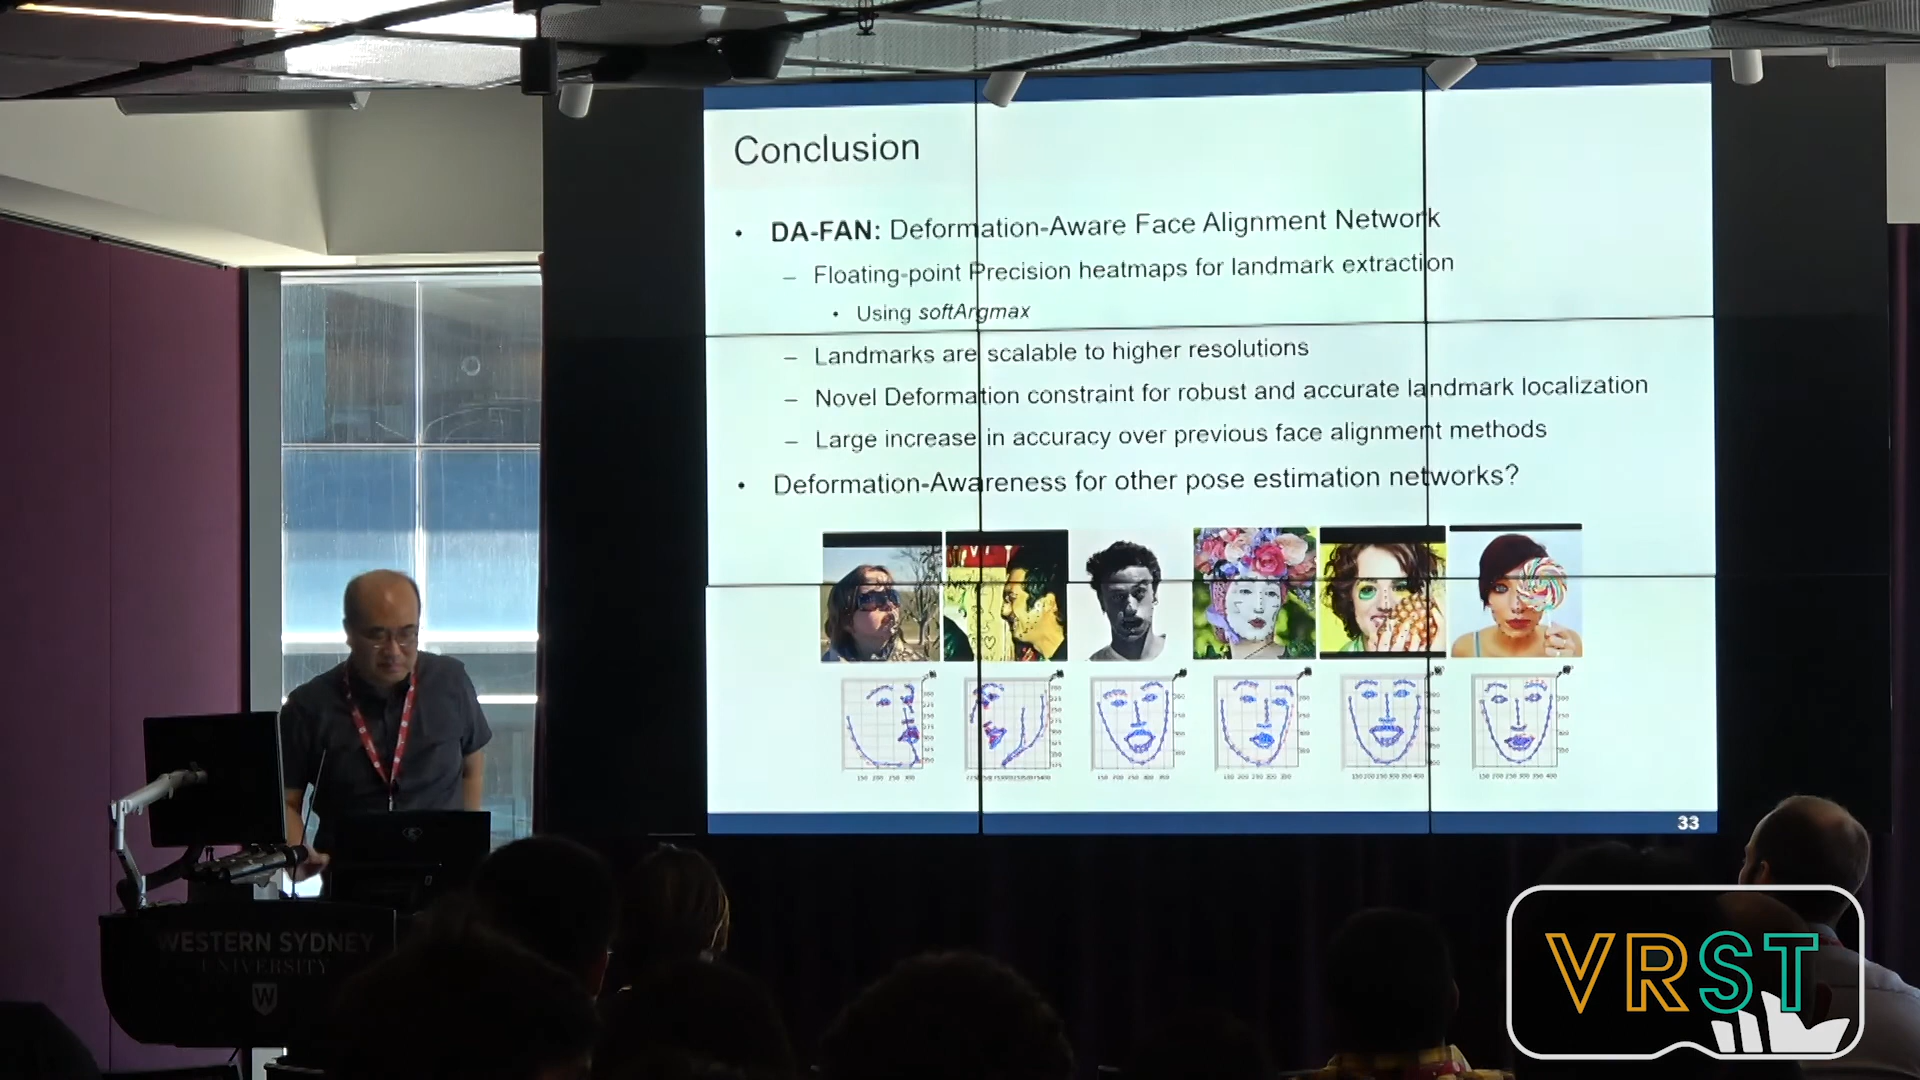 Conclusion
• DA-FAN: Deformation-Aware Face Alignment Network
– Floating-point Precision heatmaps for landmark extraction
• Using softArgmax
– Landmarks are scalable to higher resolutions
– Novel Deformation constraint for robust and accurate landmark localization
– Large increase in accuracy over previous face alignment methods
• Deformation-Awareness for other pose estimation networks?
33
WESTERN SYDNEY
UNIVERSITY
W
VRST